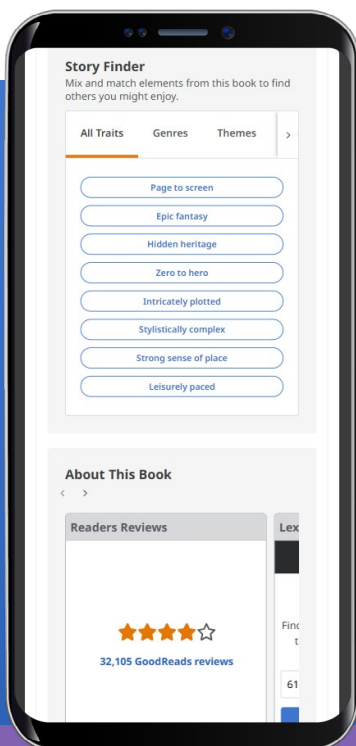 Story Finder
Mix and match elements from this book to find
others you might enjoy.
All Traits Genres Themes
Page to screen
Epic fantasy
Hidden heritage
Zero to hero
Intricately plotted
Stylistically complex
Strong sense of place
Leisurely paced
About This Book
Readers Reviews
Lex
32,105 GoodReads reviews
Finc
t
61